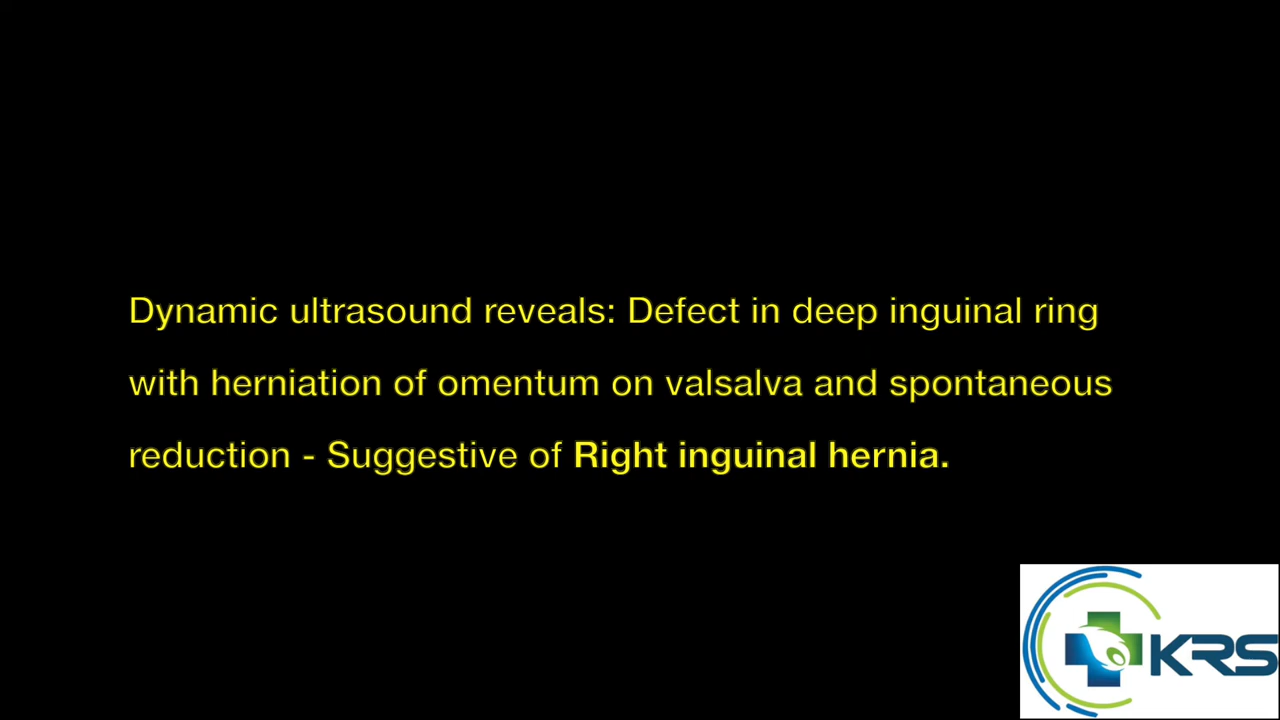 Dynamic ultrasound reveals: Defect in deep inguinal ring
with herniation of omentum on valsalva and spontaneous
reduction - Suggestive of Right inguinal hernia.
KRS